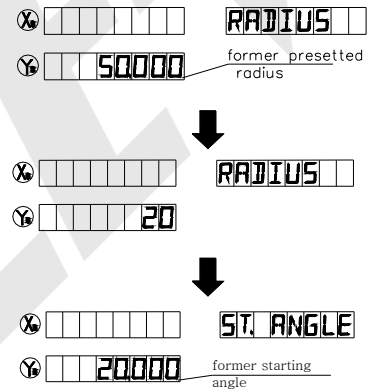 X RADIUS
Y 50.000 former presetted
radius
X RADIUS
Y 20
X ST. ANGLE
Y 20.000 former starting
angle